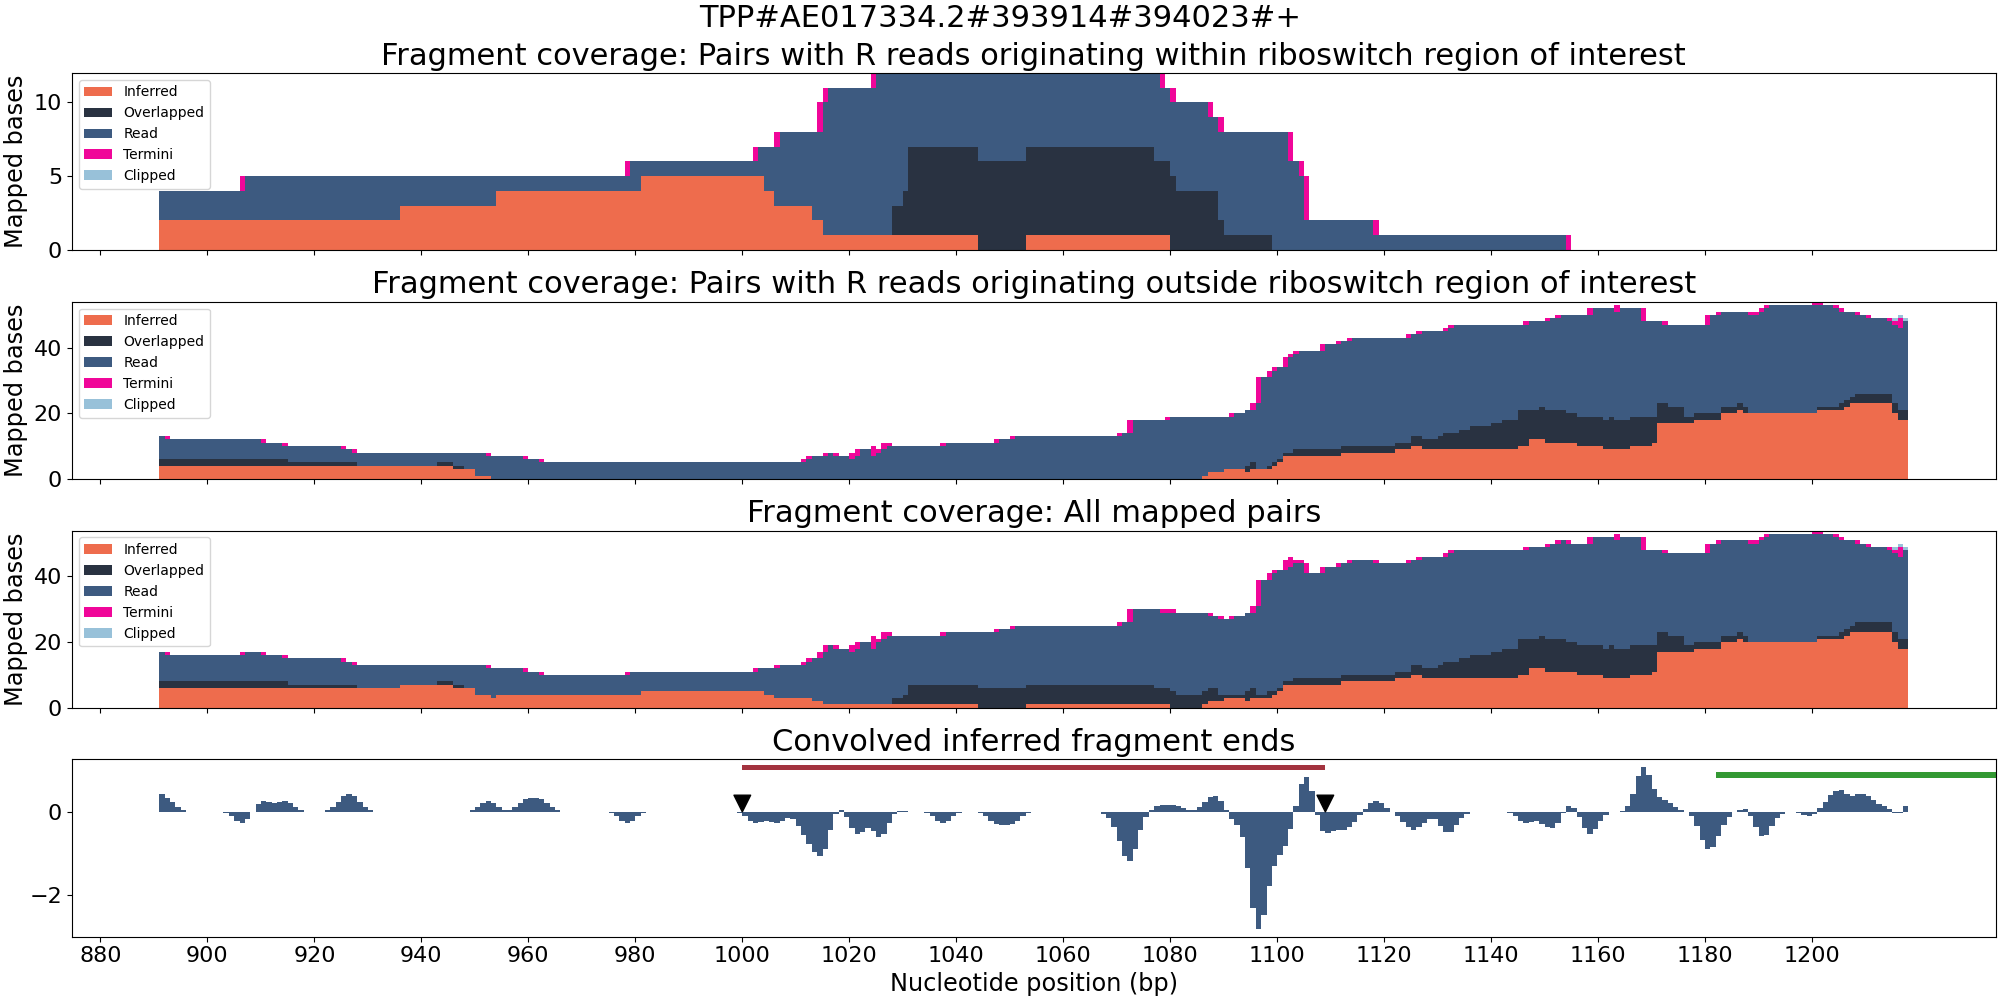 TPP#AE017334.2#393914#394023#+
Fragment coverage: Pairs with R reads originating within riboswitch region of interest
Mapped bases
10
5
0
Inferred
Overlapped
Read
Termini
Clipped
Fragment coverage: Pairs with R reads originating outside riboswitch region of interest
Mapped bases
40
20
0
Inferred
Overlapped
Read
Termini
Clipped
Fragment coverage: All mapped pairs
Mapped bases
40
20
0
Inferred
Overlapped
Read
Termini
Clipped
Convolved inferred fragment ends
0
−2
880 900 920 940 960 980 1000 1020 1040 1060 1080 1100 1120 1140 1160 1180 1200
Nucleotide position (bp)